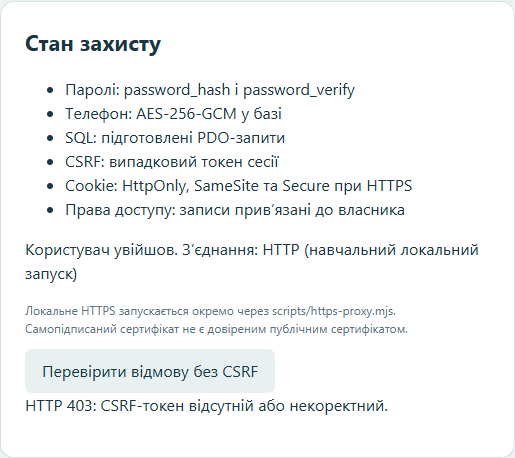 Стан захисту
• Паролі: password_hash і password_verify
• Телефон: AES-256-GCM у базі
• SQL: підготовлені PDO-запити
• CSRF: випадковий токен сесії
• Cookie: HttpOnly, SameSite та Secure при HTTPS
• Права доступу: записи прив’язані до власника
Користувач увійшов. З’єднання: HTTP (навчальний локальний
запуск)
Локальне HTTPS запускається окремо через scripts/https-proxy.mjs.
Самопідписаний сертифікат не є довіреним публічним сертифікатом.
Перевірити відмову без CSRF
HTTP 403: CSRF-токен відсутній або некоректний.